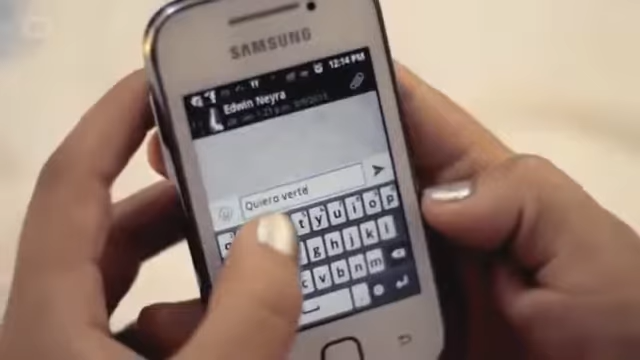 SAMSUNG
12:14 PM
Edwin Neyra
Quiero verte
t y u i o p
g h j k l
c v b n m